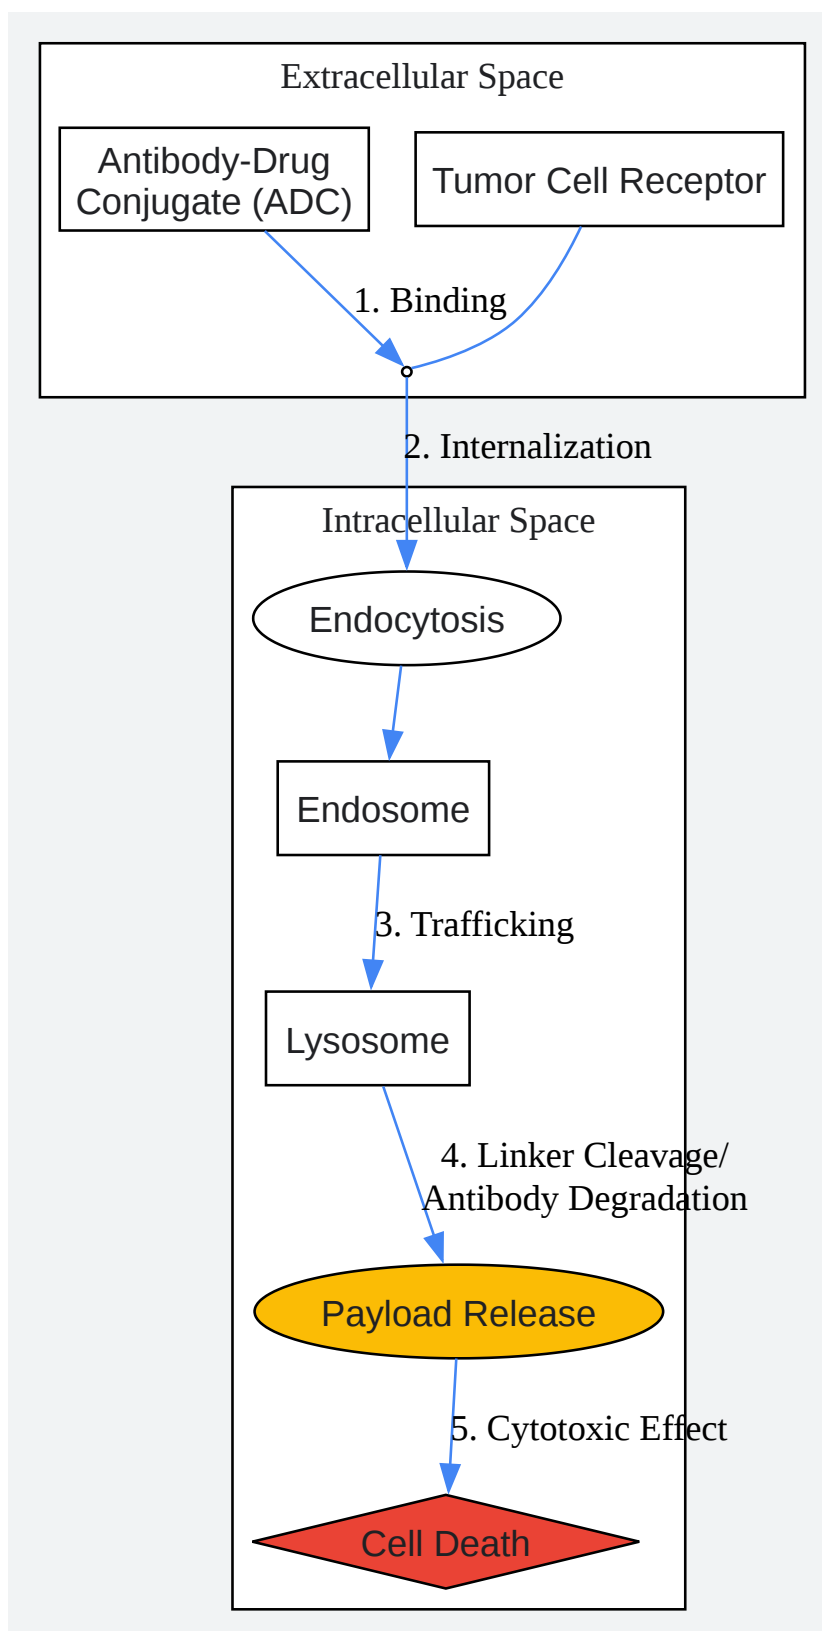 Extracellular Space
Antibody-Drug
Conjugate (ADC)
Tumor Cell Receptor
1. Binding
2. Internalization
Intracellular Space
Endocytosis
Endosome
3. Trafficking
Lysosome
4. Linker Cleavage/
Antibody Degradation
Payload Release
5. Cytotoxic Effect
Cell Death